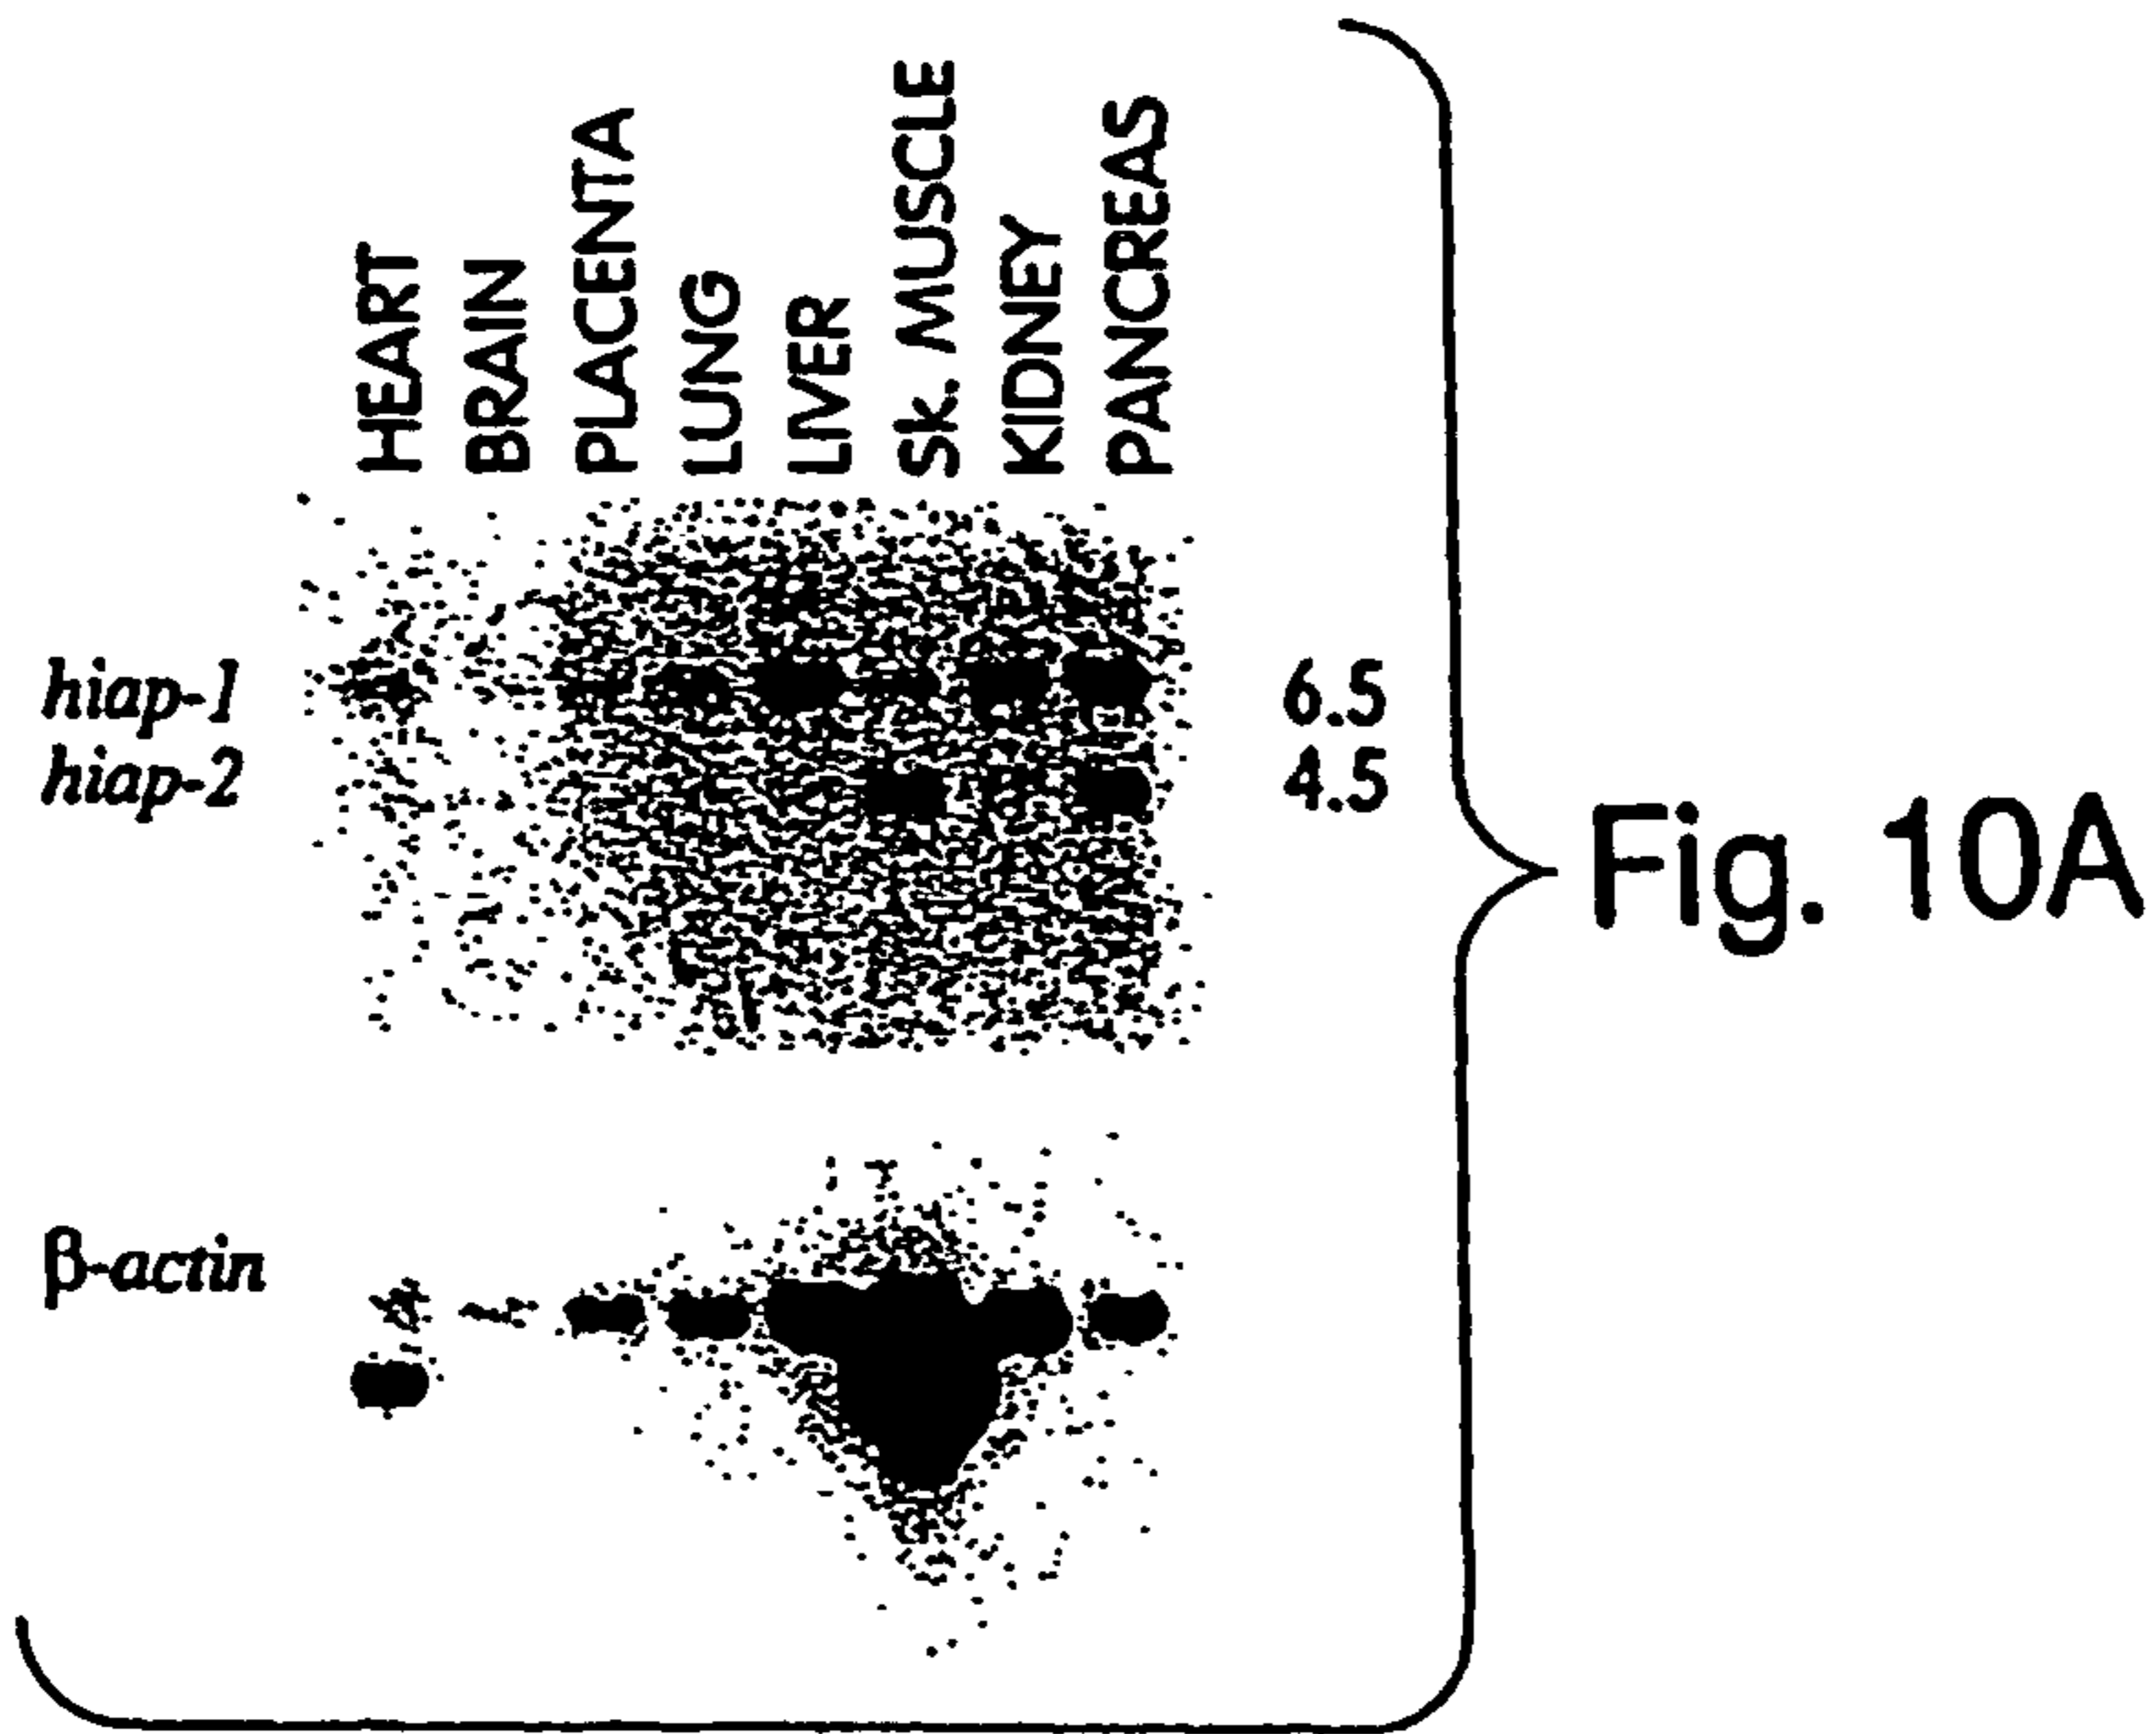 HEART
BRAIN
PLACENTA
LUNG
LIVER
SK. MUSCLE
KIDNEY
PANCREAS
hiap-1 6.5
hiap-2 4.5
β-actin
Fig. 10A